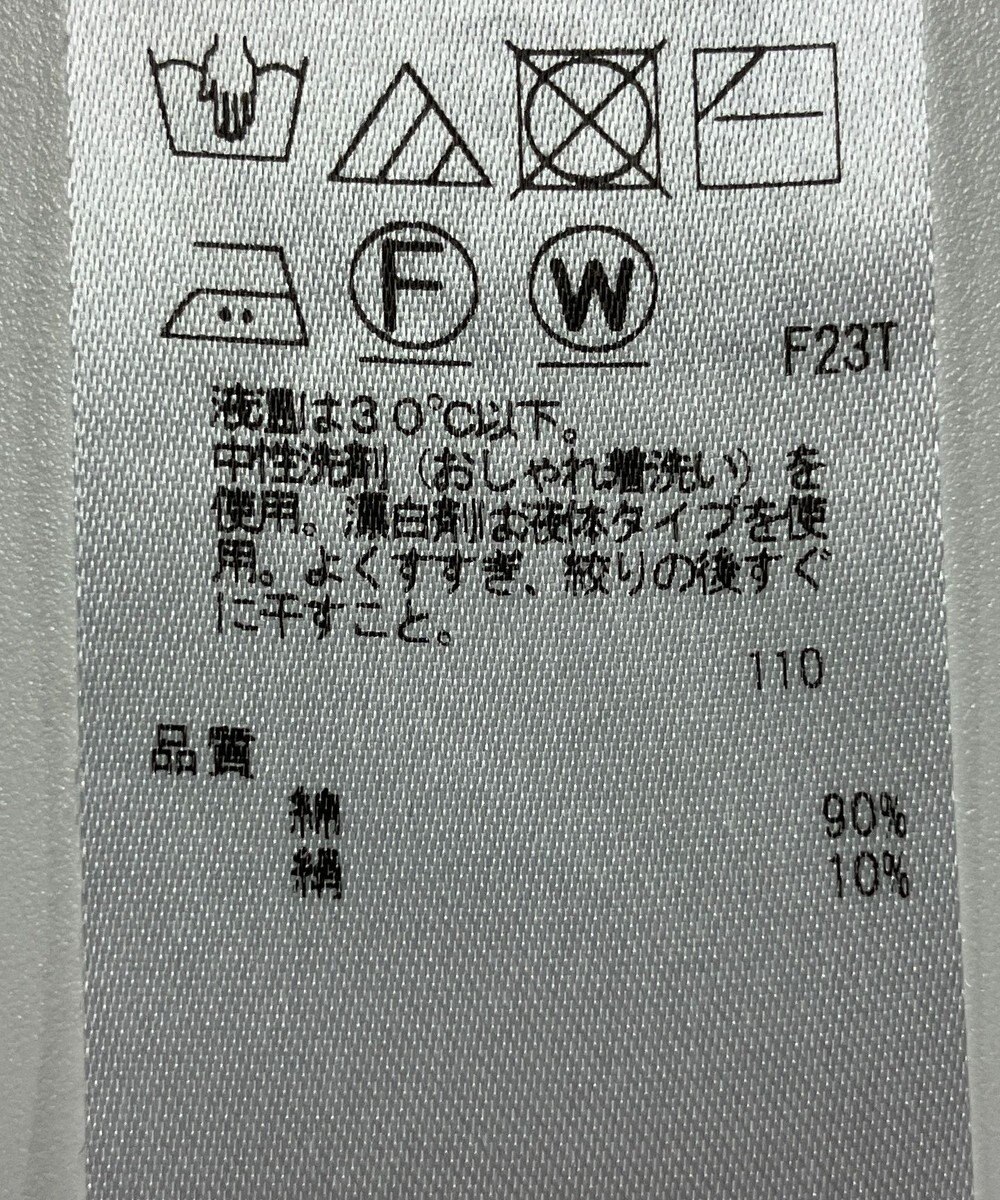 F
W
F23T
液温は30℃以下。
中性洗剤（おしゃれ着洗い）を
使用。漂白剤は液体タイプを使
用。よくすすぎ、絞りの後すぐ
に干すこと。
110
品質
綿 90%
絹 10%